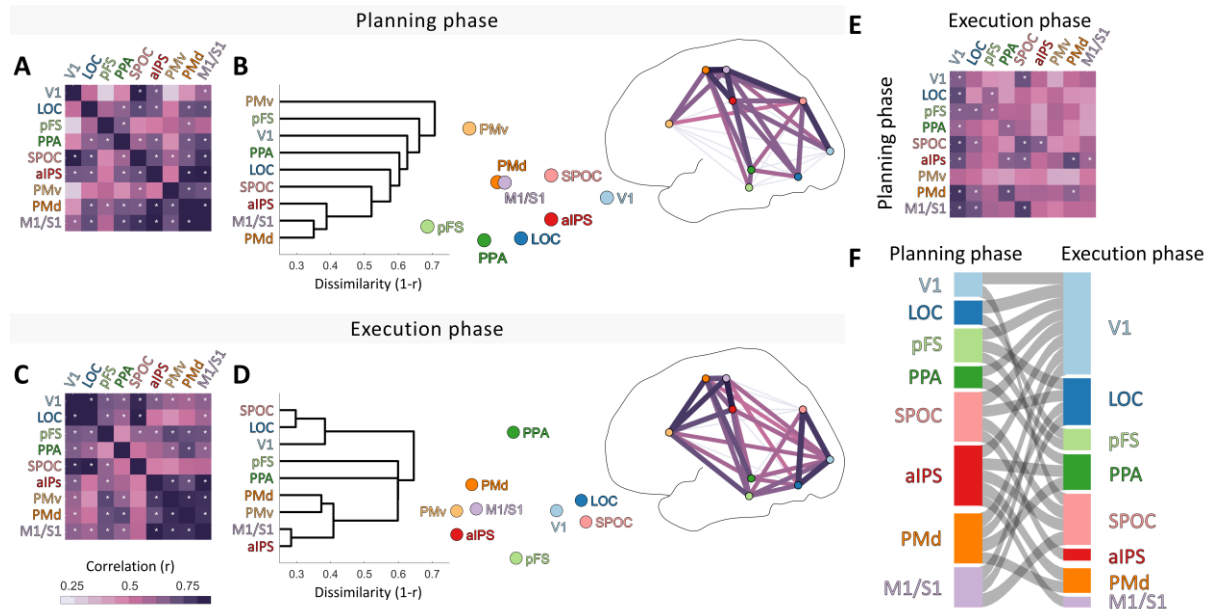 Planning phase
A
V1 LOC pFS PPA SPOC aIPS PMv PMd M1/S1
V1
LOC
pFS
PPA
SPOC
aIPS
PMv
PMd
M1/S1
B
PMv
pFS
V1
PPA
LOC
SPOC
aIPS
M1/S1
PMd
0.3 0.4 0.5 0.6 0.7
Dissimilarity (1-r)
PMv
PMd
M1/S1
SPOC
V1
pFS
aIPS
PPA
LOC
Execution phase
C
V1 LOC pFS PPA SPOC aIPS PMv PMd M1/S1
V1
LOC
pFS
PPA
SPOC
aIPs
PMv
PMd
M1/S1
Correlation (r)
0.25 0.5 0.75
D
SPOC
LOC
V1
pFS
PPA
PMd
PMv
M1/S1
aIPS
0.3 0.4 0.5 0.6 0.7
Dissimilarity (1-r)
PPA
PMd
PMv
M1/S1
LOC
V1
SPOC
aIPS
pFS
E
Execution phase
V1 LOC pFS PPA SPOC aIPS PMv PMd M1/S1
Planning phase
V1
LOC
pFS
PPA
SPOC
aIPs
PMv
PMd
M1/S1
F
Planning phase
Execution phase
V1
LOC
pFS
PPA
SPOC
aIPS
PMd
M1/S1
V1
LOC
pFS
PPA
SPOC
aIPS
PMd
M1/S1